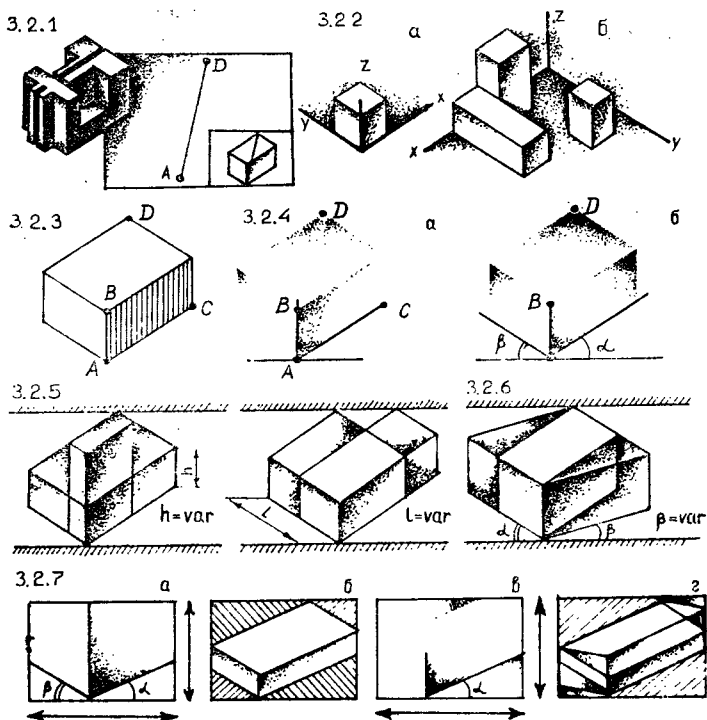 3.2.1
D
A
3.2 2
а
z
y
x
б
z
x
y
3.2.3
D
B
C
A
3.2.4
а
D
B
C
A
б
D
B
β
α
3.2.5
h
h=var
L
l=var
3.2.6
α
β
β=var
3.2.7
а
β
α
б
в
α
г